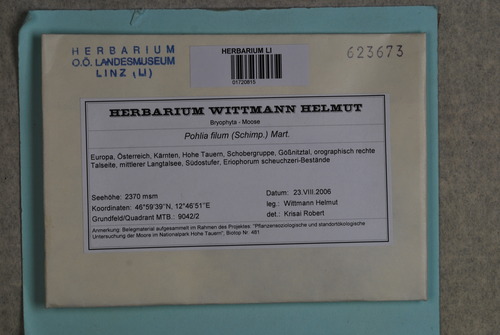 HERBARIUM
O.Ö. LANDESMUSEUM
LINZ (LI)
HERBARIUM LI
01720815
623673
HERBARIUM WITTMANN HELMUT
Bryophyta - Moose
Pohlia filum (Schimp.) Mart.
Europa, Österreich, Kärnten, Hohe Tauern, Schobergruppe, Gößnitztal, orographisch rechte
Talseite, mittlerer Langtalsee, Südostufer, Eriophorum scheuchzeri-Bestände
Seehöhe: 2370 msm
Datum: 23.VIII.2006
Koordinaten: 46°59'39"N, 12°46'51"E
leg.: Wittmann Helmut
Grundfeld/Quadrant MTB.: 9042/2
det.: Krisai Robert
Anmerkung: Belegmaterial aufgesammelt im Rahmen des Projektes: "Pflanzensoziologische und standortökologische
Untersuchung der Moore im Nationalpark Hohe Tauern"; Biotop Nr. 481